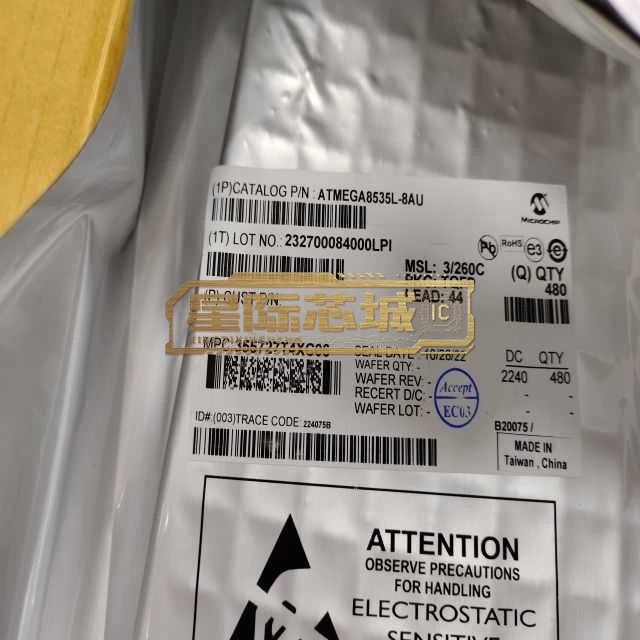 (1P)CATALOG P/N : ATMEGA8535L-8AU
MICROCHIP
(1T) LOT NO.: 232700084000LPI
Pb RoHS e3 e
MSL: 3/260C
(Q) QTY
480
LEAD: 44
(P) CUST P/N:
星际芯城 IC
SEAL DATE 10/28/22
WAFER QTY: -
WAFER REV: -
RECERT D/C: -
WAFER LOT: -
DC QTY
2240 480
- -
- -
Accept
EC03
ID#:(003)TRACE CODE: 224075B
B20075 /
MADE IN
Taiwan , China
ATTENTION
OBSERVE PRECAUTIONS
FOR HANDLING
ELECTROSTATIC
SENSITIVE